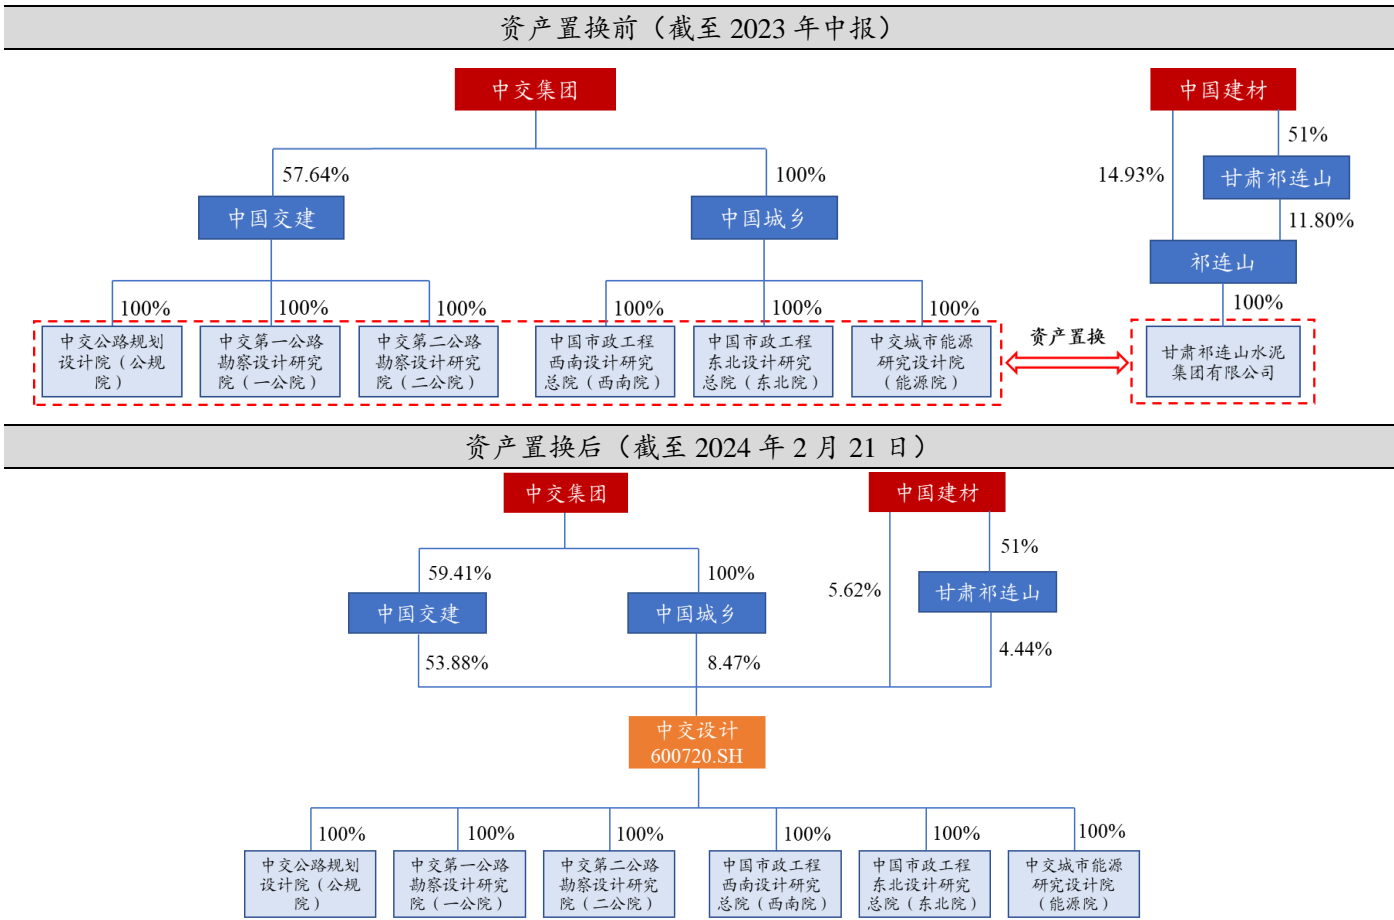 资产置换前（截至 2023 年中报）
中交集团
中国建材
57.64%
100%
14.93%
51%
甘肃祁连山
中国交建
中国城乡
11.80%
祁连山
100%
100%
100%
100%
100%
100%
100%
中交公路规划
设计院（公规
院）
中交第一公路
勘察设计研究
院（一公院）
中交第二公路
勘察设计研究
院（二公院）
中国市政工程
西南设计研究
总院（西南院）
中国市政工程
东北设计研究
总院（东北院）
中交城市能源
研究设计院
（能源院）
资产置换
甘肃祁连山水泥
集团有限公司
资产置换后（截至 2024 年 2 月 21 日）
中交集团
中国建材
59.41%
100%
5.62%
51%
中国交建
中国城乡
甘肃祁连山
53.88%
8.47%
4.44%
中交设计
600720.SH
100%
100%
100%
100%
100%
100%
中交公路规划
设计院（公规
院）
中交第一公路
勘察设计研究
院（一公院）
中交第二公路
勘察设计研究
院（二公院）
中国市政工程
西南设计研究
总院（西南院）
中国市政工程
东北设计研究
总院（东北院）
中交城市能源
研究设计院
（能源院）